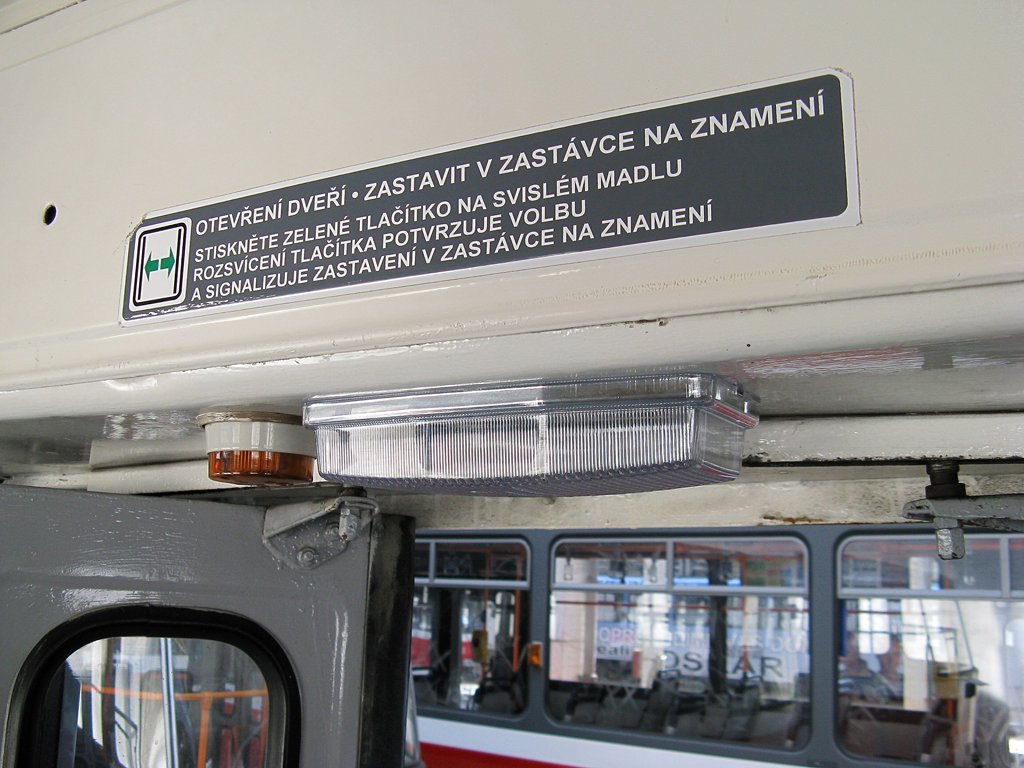 OTEVŘENÍ DVEŘÍ • ZASTAVIT V ZASTÁVCE NA ZNAMENÍ
STISKNĚTE ZELENÉ TLAČÍTKO NA SVISLÉM MADLU
ROZSVÍCENÍ TLAČÍTKA POTVRZUJE VOLBU
A SIGNALIZUJE ZASTAVENÍ V ZASTÁVCE NA ZNAMENÍ